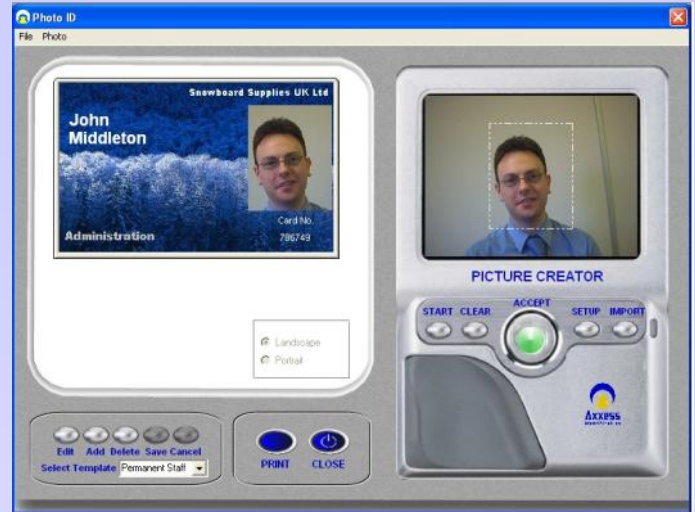 Photo ID
File Photo
Snowboard Supplies UK Ltd
John
Middleton
Card No.
Administration 786749
Landscape
Portrait
PICTURE CREATOR
START CLEAR ACCEPT SETUP IMPORT
Axxess
Edit Add Delete Save Cancel
Select Template Permanent Staff
PRINT CLOSE